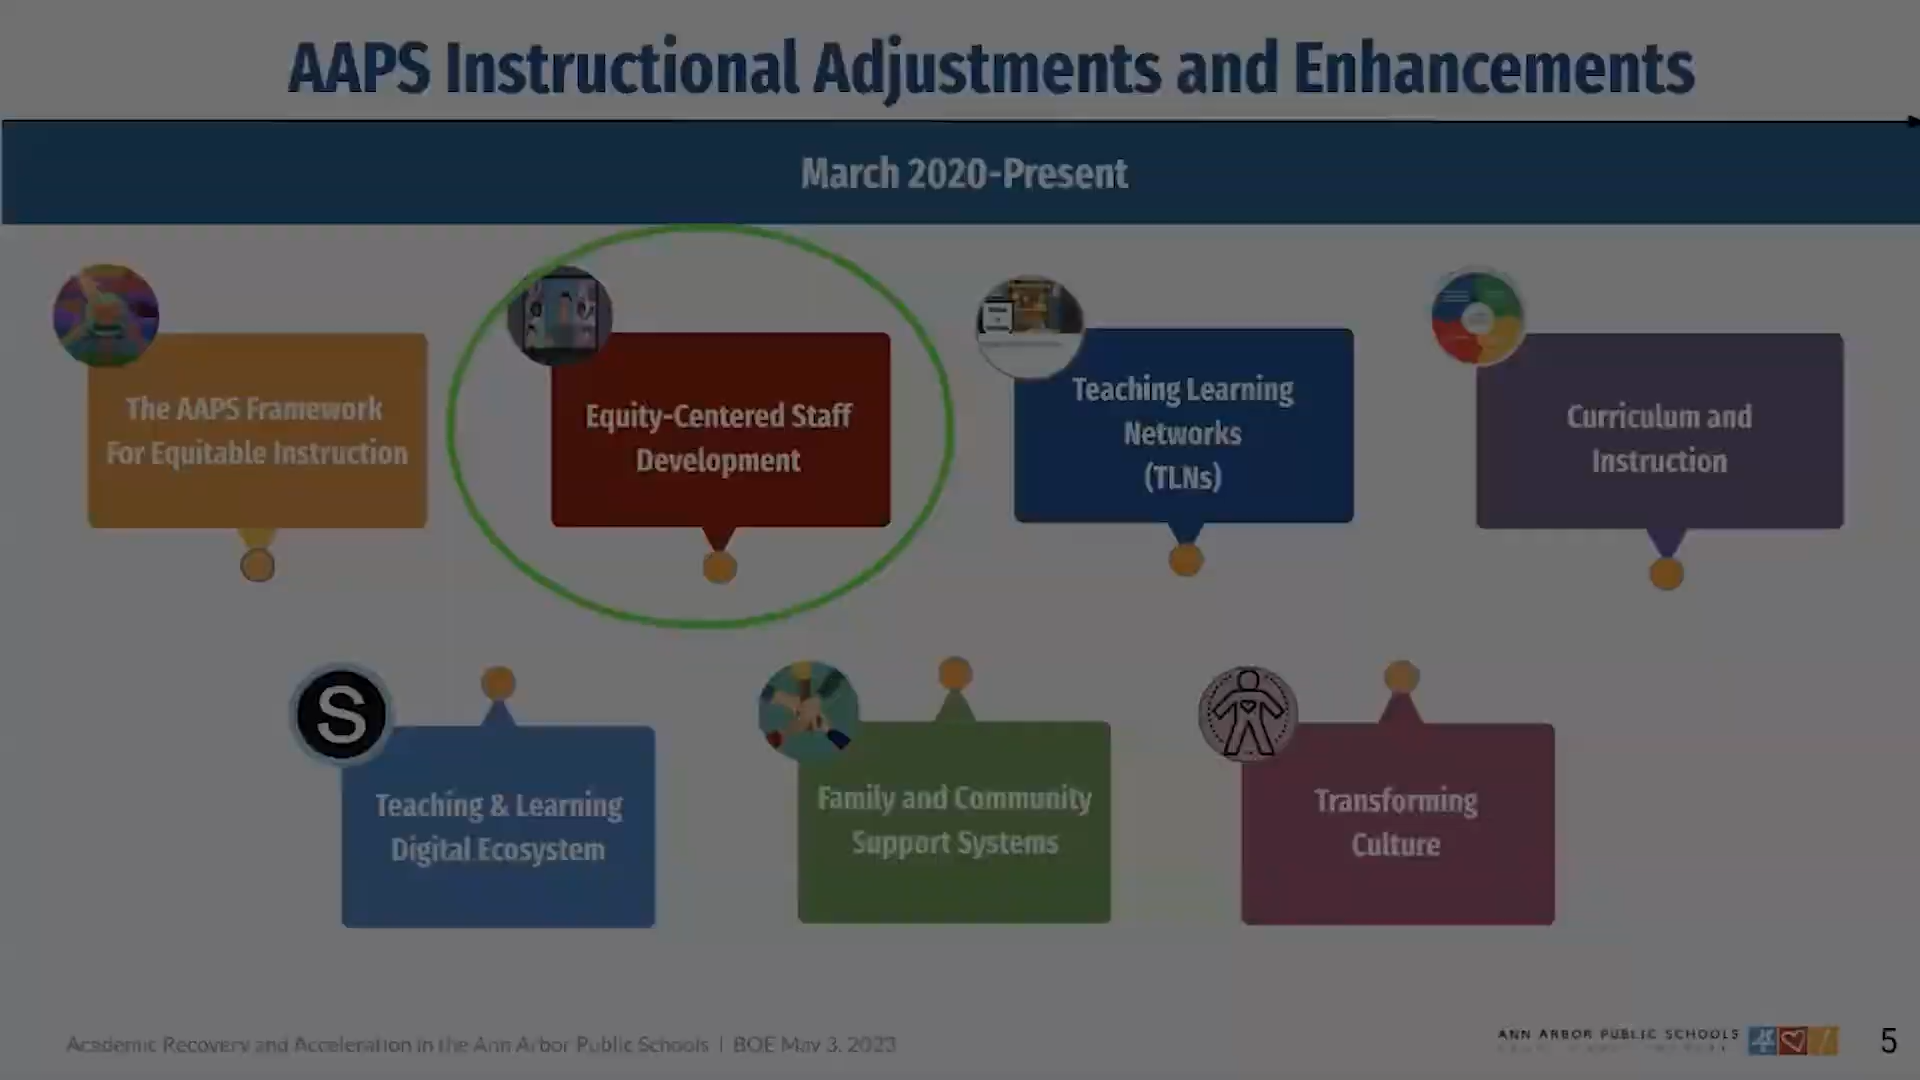 AAPS Instructional Adjustments and Enhancements
March 2020-Present
The AAPS Framework
For Equitable Instruction
Equity-Centered Staff
Development
Teaching Learning
Networks
(TLNs)
Curriculum and
Instruction
S
Teaching & Learning
Digital Ecosystem
Family and Community
Support Systems
Transforming
Culture
Academic Recovery and Acceleration in the Ann Arbor Public Schools | BOE May 3, 2023
ANN ARBOR PUBLIC SCHOOLS
5